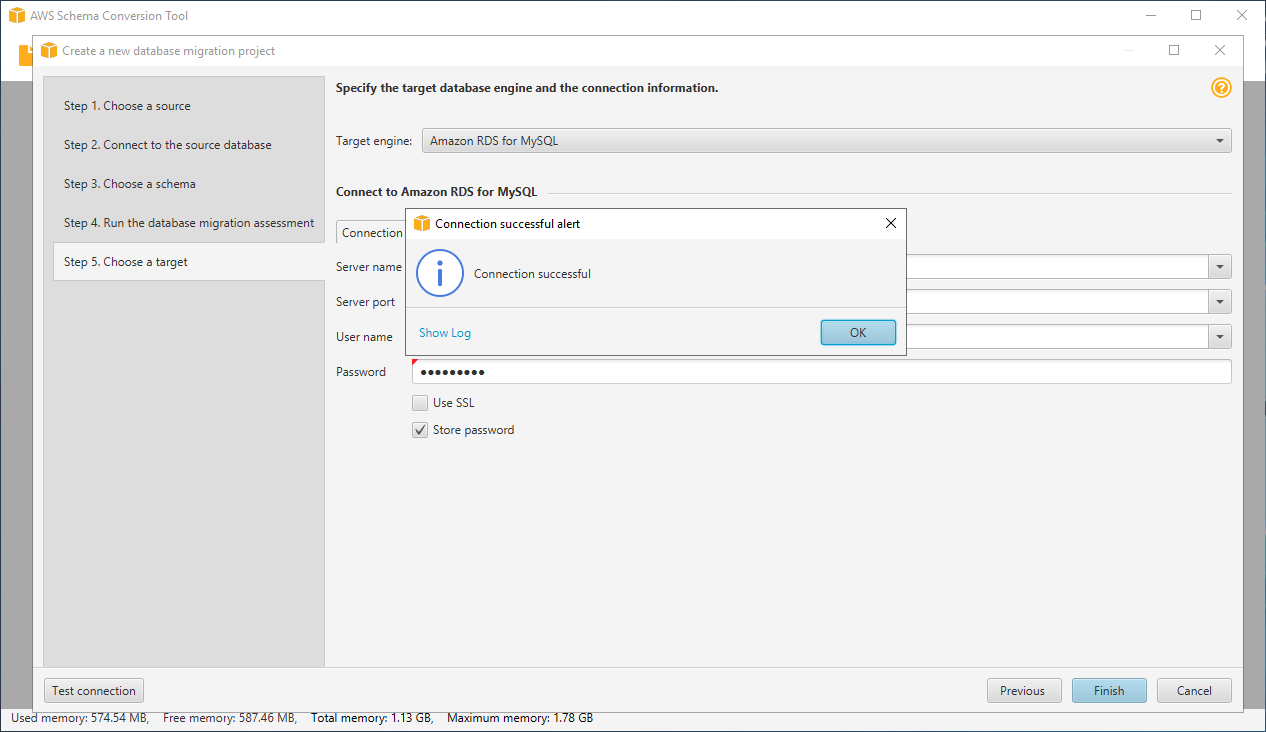 AWS Schema Conversion Tool
Create a new database migration project
Step 1. Choose a source
Step 2. Connect to the source database
Step 3. Choose a schema
Step 4. Run the database migration assessment
Step 5. Choose a target
Specify the target database engine and the connection information.
Target engine: Amazon RDS for MySQL
Connect to Amazon RDS for MySQL
Connection
Connection successful alert
Connection successful
Show Log OK
Server name
Server port
User name
Password •••••••••
Use SSL
Store password
Test connection Previous Finish Cancel
Used memory: 574.54 MB, Free memory: 587.46 MB, Total memory: 1.13 GB, Maximum memory: 1.78 GB